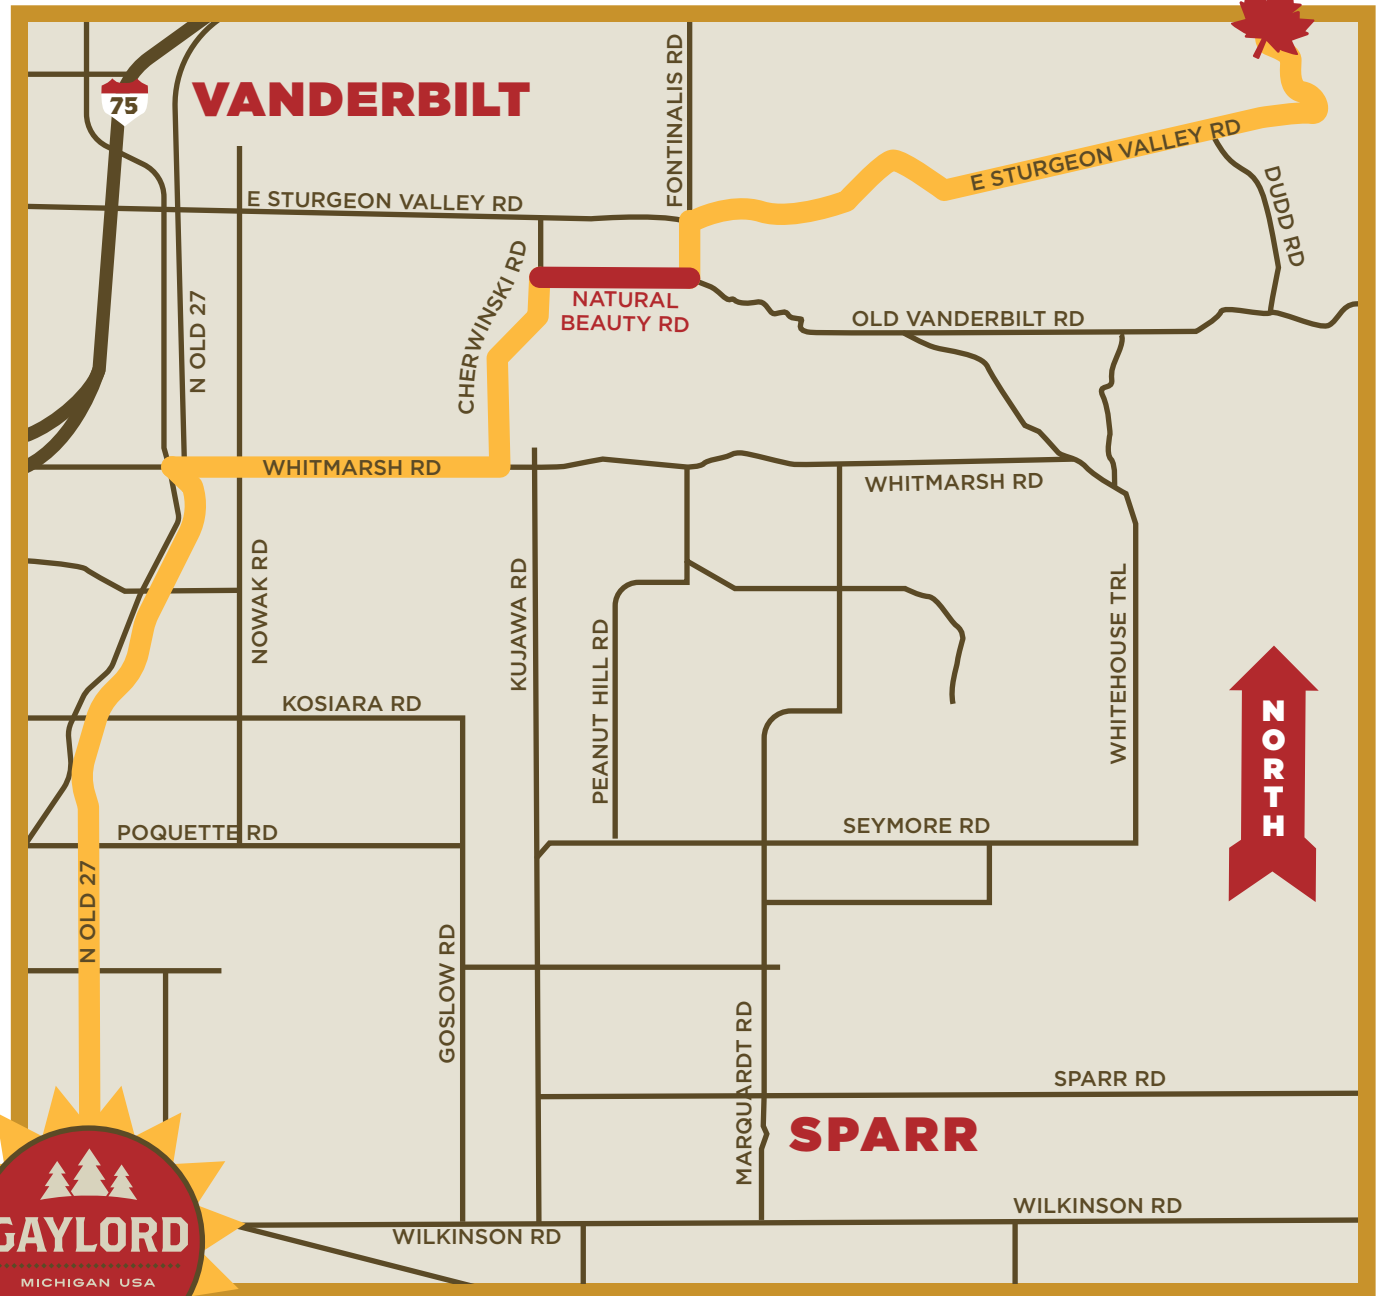 75
VANDERBILT
FONTINALIS RD
E STURGEON VALLEY RD
DUDD RD
E STURGEON VALLEY RD
CHERWINSKI RD
N OLD 27
NATURAL
BEAUTY RD
OLD VANDERBILT RD
WHITMARSH RD
WHITMARSH RD
NOWAK RD
KUJAWA RD
PEANUT HILL RD
WHITEHOUSE TRL
KOSIARA RD
NORTH
POQUETTE RD
SEYMORE RD
N OLD 27
GOSLOW RD
MARQUARDT RD
SPARR RD
SPARR
WILKINSON RD
WILKINSON RD
GAYLORD
MICHIGAN USA